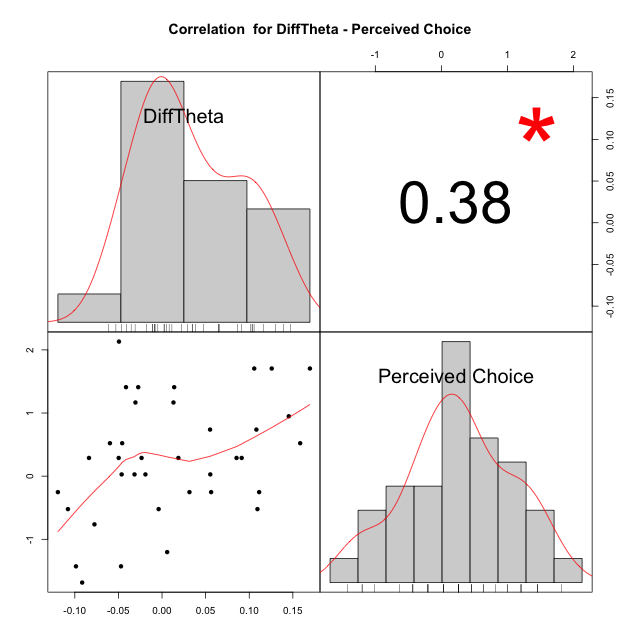 Correlation for DiffTheta - Perceived Choice
-1 0 1 2
DiffTheta
*
0.38
0.15
0.10
0.05
0.00
-0.05
-0.10
2
1
0
-1
Perceived Choice
-0.10 -0.05 0.00 0.05 0.10 0.15